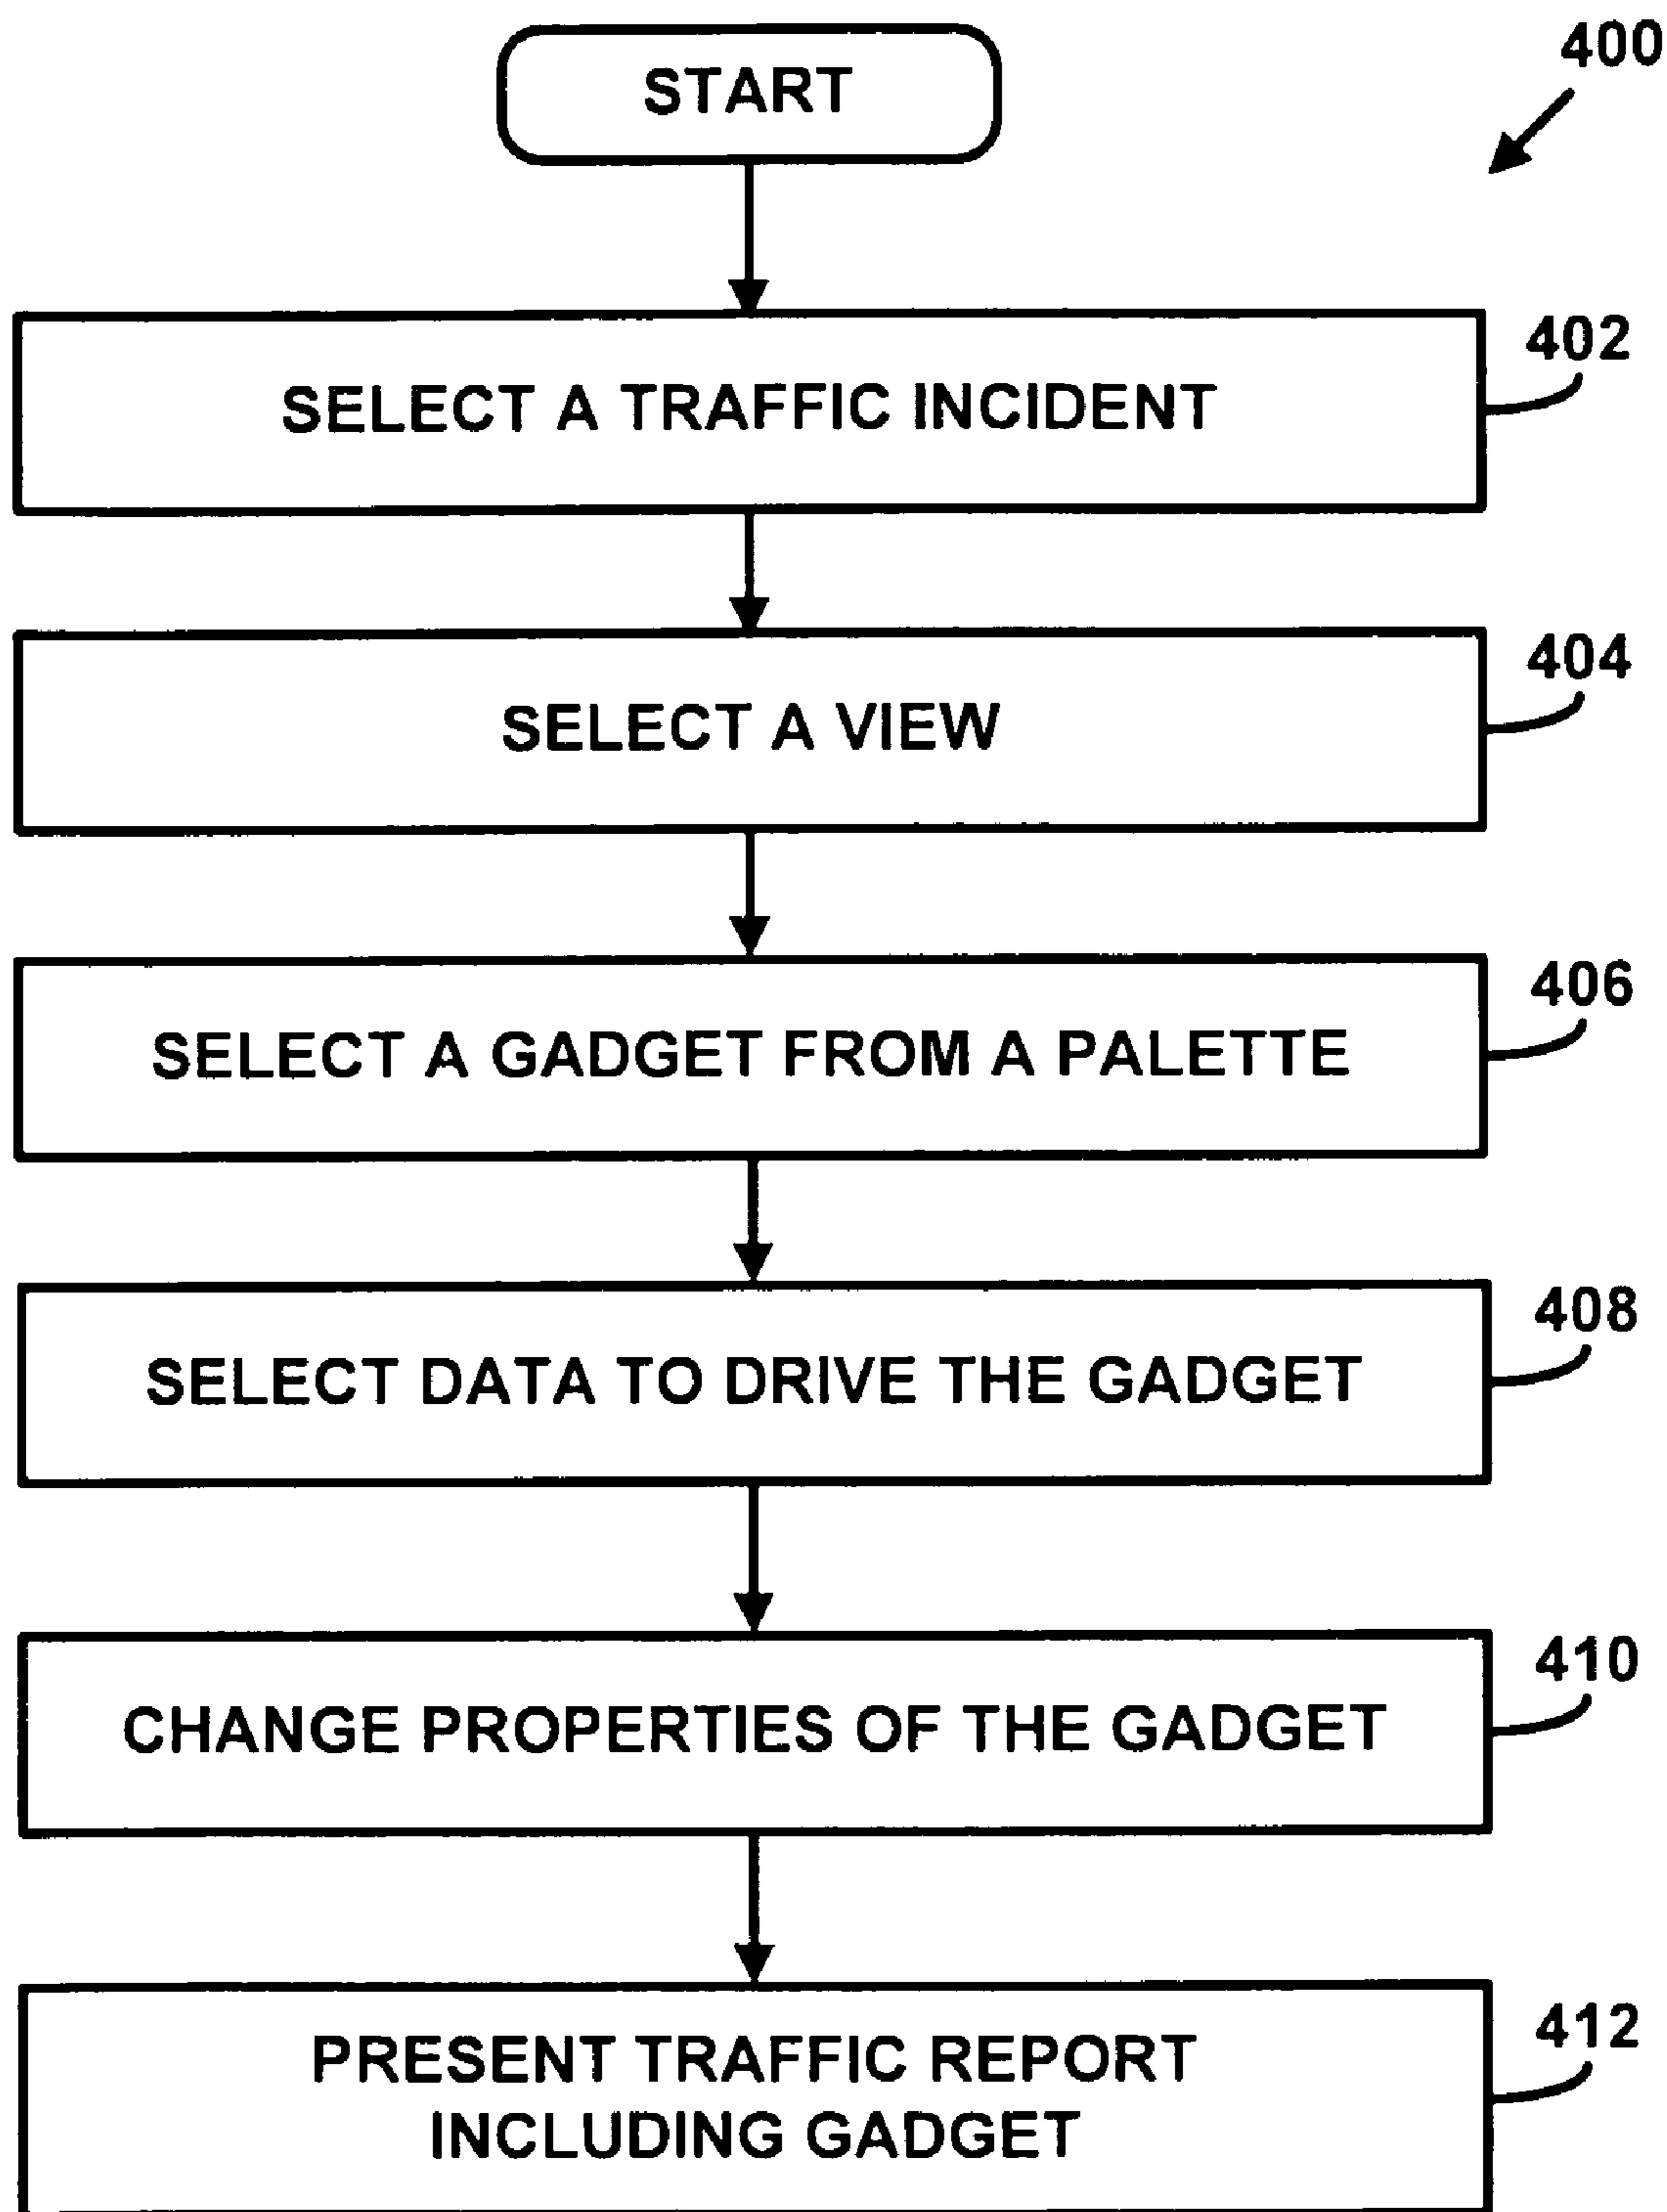 START
400
SELECT A TRAFFIC INCIDENT
402
SELECT A VIEW
404
SELECT A GADGET FROM A PALETTE
406
SELECT DATA TO DRIVE THE GADGET
408
CHANGE PROPERTIES OF THE GADGET
410
PRESENT TRAFFIC REPORT
INCLUDING GADGET
412